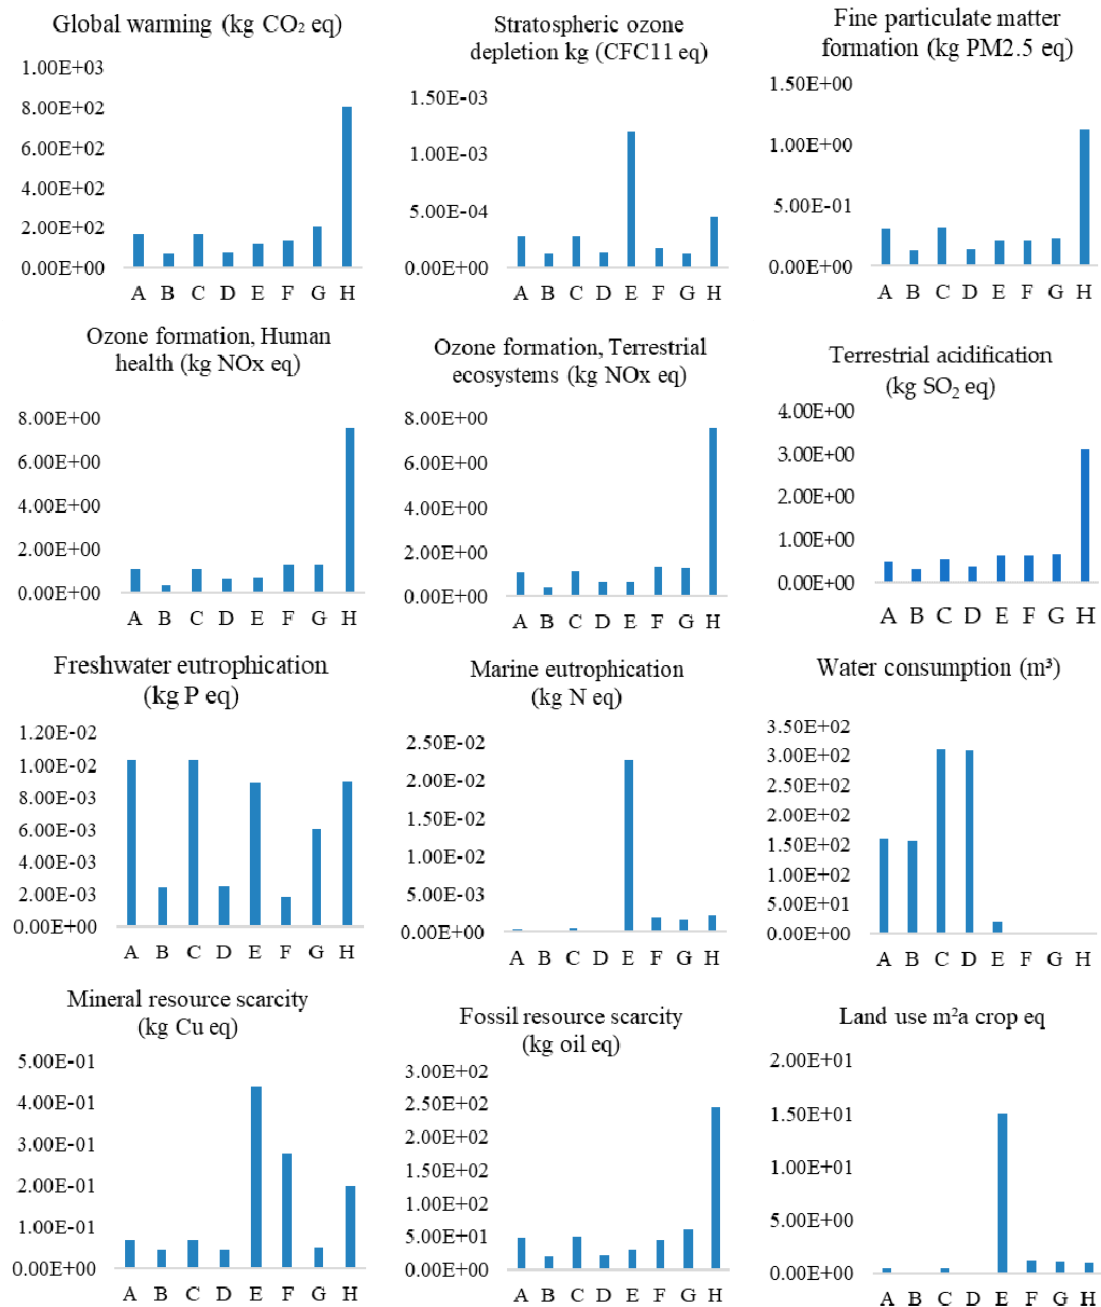 Global warming (kg CO₂ eq)
1.00E+03
8.00E+02
6.00E+02
4.00E+02
2.00E+02
0.00E+00
A B C D E F G H
Stratospheric ozone
depletion kg (CFC11 eq)
1.50E-03
1.00E-03
5.00E-04
0.00E+00
A B C D E F G H
Fine particulate matter
formation (kg PM2.5 eq)
1.50E+00
1.00E+00
5.00E-01
0.00E+00
A B C D E F G H
Ozone formation, Human
health (kg NOx eq)
8.00E+00
6.00E+00
4.00E+00
2.00E+00
0.00E+00
A B C D E F G H
Ozone formation, Terrestrial
ecosystems (kg NOx eq)
8.00E+00
6.00E+00
4.00E+00
2.00E+00
0.00E+00
A B C D E F G H
Terrestrial acidification
(kg SO₂ eq)
4.00E+00
3.00E+00
2.00E+00
1.00E+00
0.00E+00
A B C D E F G H
Freshwater eutrophication
(kg P eq)
1.20E-02
1.00E-02
8.00E-03
6.00E-03
4.00E-03
2.00E-03
0.00E+00
A B C D E F G H
Marine eutrophication
(kg N eq)
2.50E-02
2.00E-02
1.50E-02
1.00E-02
5.00E-03
0.00E+00
A B C D E F G H
Water consumption (m³)
3.50E+02
3.00E+02
2.50E+02
2.00E+02
1.50E+02
1.00E+02
5.00E+01
0.00E+00
A B C D E F G H
Mineral resource scarcity
(kg Cu eq)
5.00E-01
4.00E-01
3.00E-01
2.00E-01
1.00E-01
0.00E+00
A B C D E F G H
Fossil resource scarcity
(kg oil eq)
3.00E+02
2.50E+02
2.00E+02
1.50E+02
1.00E+02
5.00E+01
0.00E+00
A B C D E F G H
Land use m²a crop eq
2.00E+01
1.50E+01
1.00E+01
5.00E+00
0.00E+00
A B C D E F G H